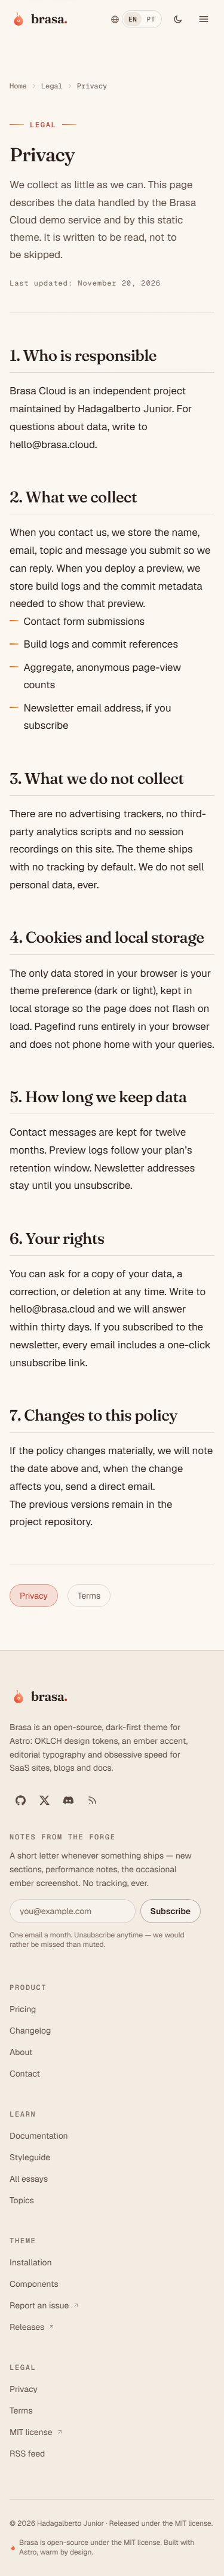 brasa.
EN PT
Home › Legal › Privacy
LEGAL
Privacy
We collect as little as we can. This page
describes the data handled by the Brasa
Cloud demo service and by this static
theme. It is written to be read, not to
be skipped.
Last updated: November 20, 2026
1. Who is responsible
Brasa Cloud is an independent project
maintained by Hadagalberto Junior. For
questions about data, write to
hello@brasa.cloud.
2. What we collect
When you contact us, we store the name,
email, topic and message you submit so we
can reply. When you deploy a preview, we
store build logs and the commit metadata
needed to show that preview.
Contact form submissions
Build logs and commit references
Aggregate, anonymous page-view
counts
Newsletter email address, if you
subscribe
3. What we do not collect
There are no advertising trackers, no third-
party analytics scripts and no session
recordings on this site. The theme ships
with no tracking by default. We do not sell
personal data, ever.
4. Cookies and local storage
The only data stored in your browser is your
theme preference (dark or light), kept in
local storage so the page does not flash on
load. Pagefind runs entirely in your browser
and does not phone home with your queries.
5. How long we keep data
Contact messages are kept for twelve
months. Preview logs follow your plan’s
retention window. Newsletter addresses
stay until you unsubscribe.
6. Your rights
You can ask for a copy of your data, a
correction, or deletion at any time. Write to
hello@brasa.cloud and we will answer
within thirty days. If you subscribed to the
newsletter, every email includes a one-click
unsubscribe link.
7. Changes to this policy
If the policy changes materially, we will note
the date above and, when the change
affects you, send a direct email.
The previous versions remain in the
project repository.
Privacy Terms
brasa.
Brasa is an open-source, dark-first theme for
Astro: OKLCH design tokens, an ember accent,
editorial typography and obsessive speed for
SaaS sites, blogs and docs.
NOTES FROM THE FORGE
A short letter whenever something ships — new
sections, performance notes, the occasional
ember screenshot. No tracking, ever.
you@example.com Subscribe
One email a month. Unsubscribe anytime — we would
rather be missed than muted.
PRODUCT
Pricing
Changelog
About
Contact
LEARN
Documentation
Styleguide
All essays
Topics
THEME
Installation
Components
Report an issue ↗
Releases ↗
LEGAL
Privacy
Terms
MIT license ↗
RSS feed
© 2026 Hadagalberto Junior · Released under the MIT license.
Brasa is open-source under the MIT license. Built with
Astro, warm by design.